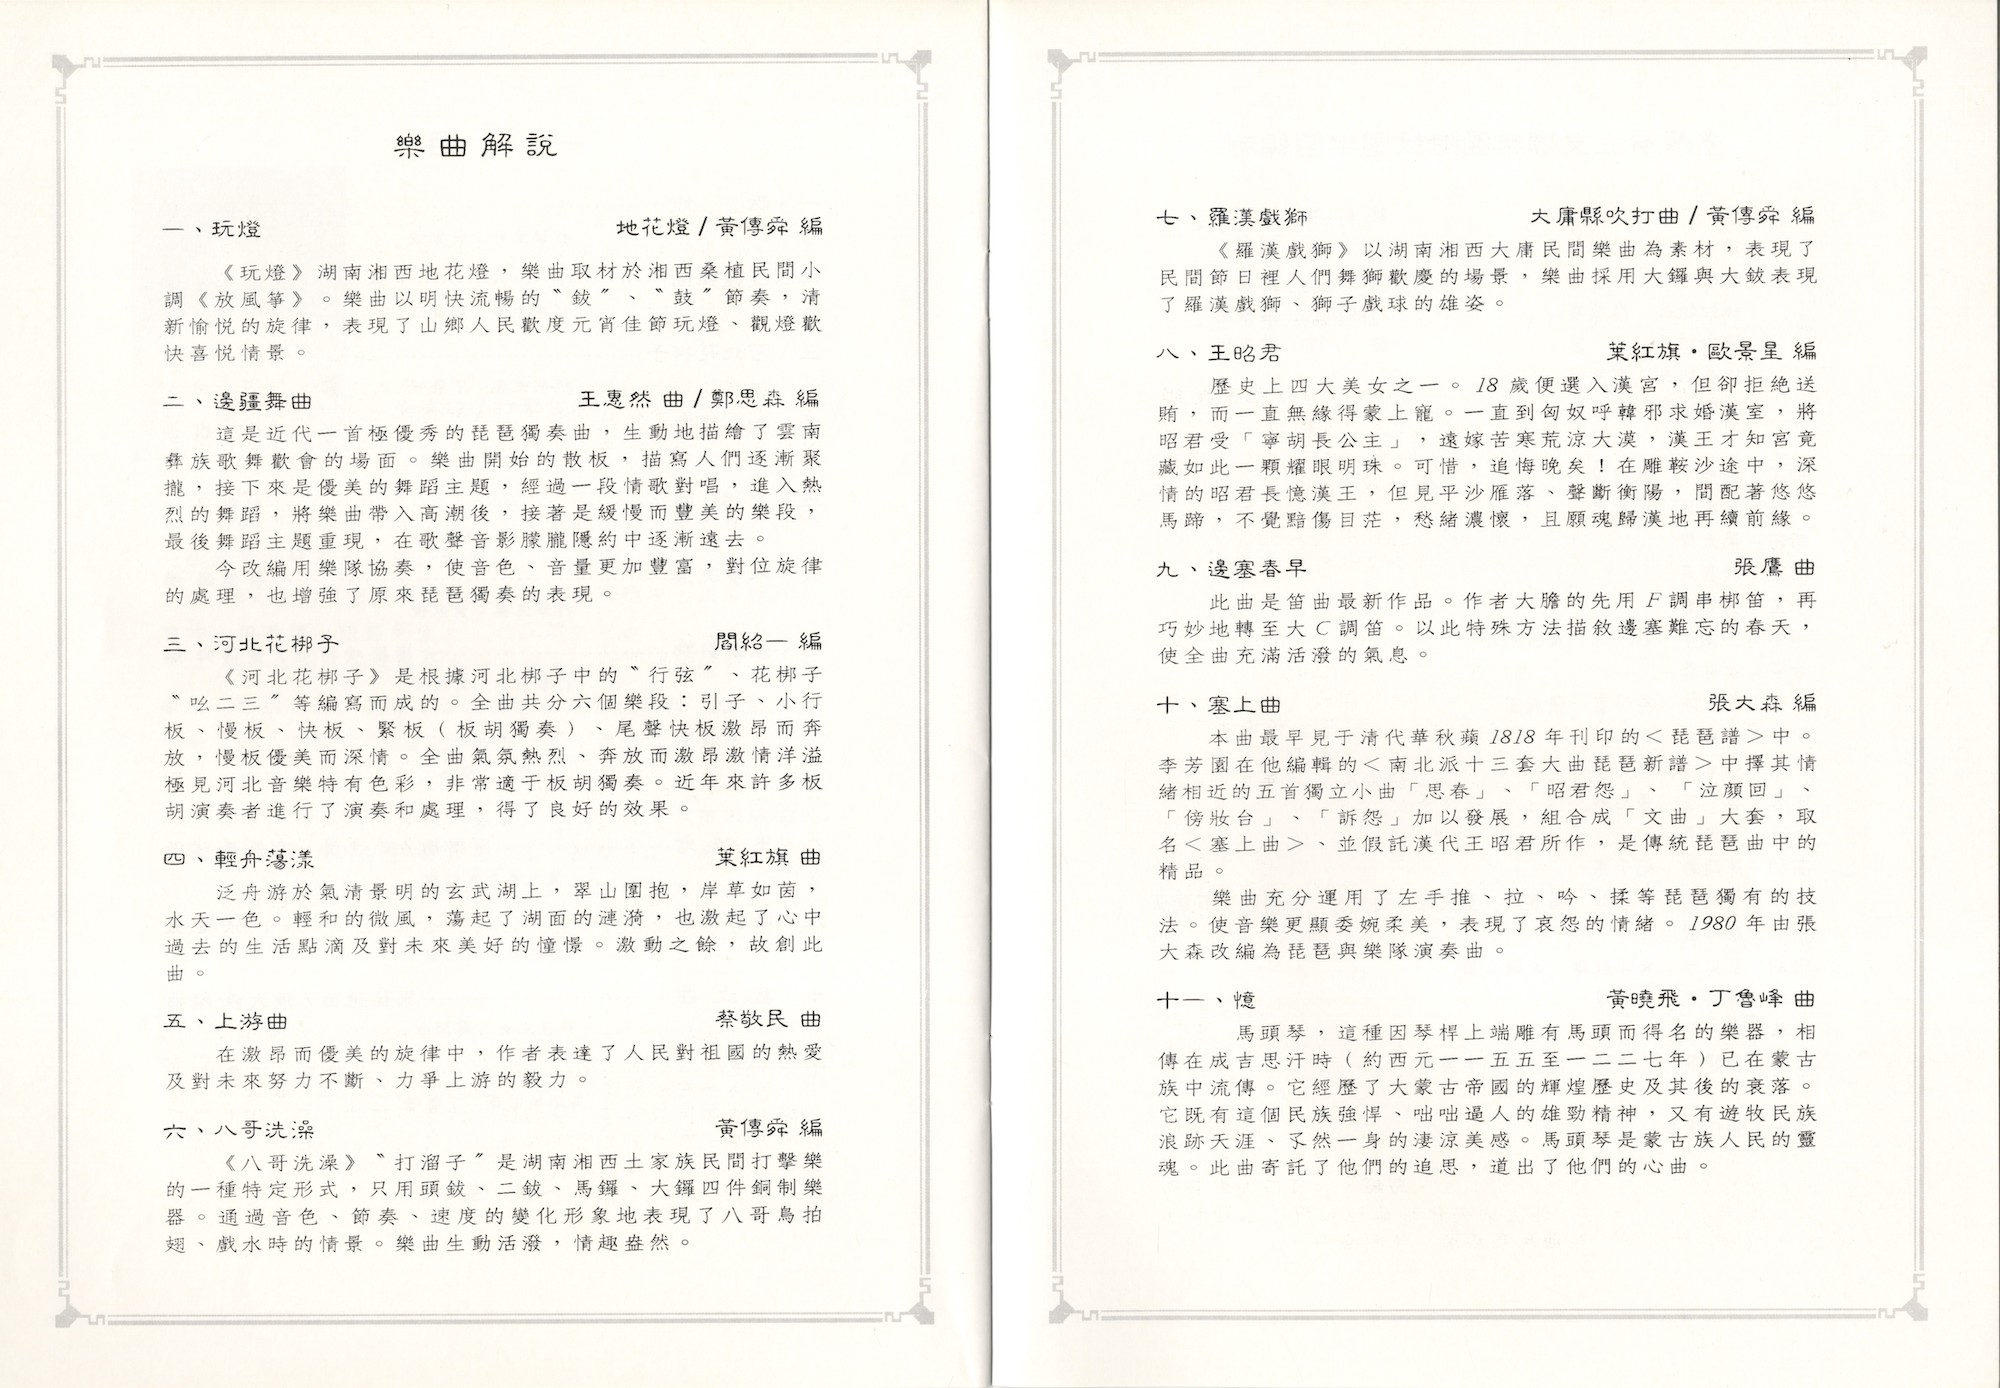 樂曲解說
一、玩燈 地花燈/黃傳舜 編
《玩燈》湖南湘西地花燈，樂曲取材於湘西桑植民間小
調《放風箏》。樂曲以明快流暢的〝鈸〞、〝鼓〞節奏，清
新愉悅的旋律，表現了山鄉人民歡度元宵佳節玩燈、觀燈歡
快喜悅情景。
二、邊疆舞曲 王惠然 曲/鄭思森 編
這是近代一首極優秀的琵琶獨奏曲，生動地描繪了雲南
彝族歌舞歡會的場面。樂曲開始的散板，描寫人們逐漸聚
攏，接下來是優美的舞蹈主題，經過一段情歌對唱，進入熱
烈的舞蹈，將樂曲帶入高潮後，接著是緩慢而豐美的樂段，
最後舞蹈主題重現，在歌聲音影朦朧隱約中逐漸遠去。
今改編用樂隊協奏，使音色、音量更加豐富，對位旋律
的處理，也增強了原來琵琶獨奏的表現。
三、河北花梆子 閻紹一 編
《河北花梆子》是根據河北梆子中的〝行弦〞、花梆子
〝吆二三〞等編寫而成的。全曲共分六個樂段：引子、小行
板、慢板、快板、緊板（板胡獨奏）、尾聲快板激昂而奔
放，慢板優美而深情。全曲氣氛熱烈、奔放而激昂激情洋溢
極見河北音樂特有色彩，非常適于板胡獨奏。近年來許多板
胡演奏者進行了演奏和處理，得了良好的效果。
四、輕舟蕩漾 葉紅旗 曲
泛舟游於氣清景明的玄武湖上，翠山圍抱，岸草如茵，
水天一色。輕和的微風，蕩起了湖面的漣漪，也激起了心中
過去的生活點滴及對未來美好的憧憬。激動之餘，故創此
曲。
五、上游曲 蔡敬民 曲
在激昂而優美的旋律中，作者表達了人民對祖國的熱愛
及對未來努力不斷、力爭上游的毅力。
六、八哥洗澡 黃傳舜 編
《八哥洗澡》〝打溜子〞是湖南湘西土家族民間打擊樂
的一種特定形式，只用頭鈸、二鈸、馬鑼、大鑼四件銅制樂
器。通過音色、節奏、速度的變化形象地表現了八哥鳥拍
翅、戲水時的情景。樂曲生動活潑，情趣盎然。
七、羅漢戲獅 大庸縣吹打曲/黃傳舜 編
《羅漢戲獅》以湖南湘西大庸民間樂曲為素材，表現了
民間節日裡人們舞獅歡慶的場景，樂曲採用大鑼與大鈸表現
了羅漢戲獅、獅子戲球的雄姿。
八、王昭君 葉紅旗・歐景星 編
歷史上四大美女之一。18歲便選入漢宮，但卻拒絕送
賄，而一直無緣得蒙上寵。一直到匈奴呼韓邪求婚漢室，將
昭君受「寧胡長公主」，遠嫁苦寒荒涼大漠，漢王才知宮竟
藏如此一顆耀眼明珠。可惜，追悔晚矣！在雕鞍沙途中，深
情的昭君長憶漢王，但見平沙雁落、聲斷衡陽，間配著悠悠
馬蹄，不覺黯傷目茫，愁緒濃懷，且願魂歸漢地再續前緣。
九、邊塞春早 張鷹 曲
此曲是笛曲最新作品。作者大膽的先用F調串梆笛，再
巧妙地轉至大C調笛。以此特殊方法描敘邊塞難忘的春天，
使全曲充滿活潑的氣息。
十、塞上曲 張大森 編
本曲最早見于清代華秋蘋1818年刊印的＜琵琶譜＞中。
李芳園在他編輯的＜南北派十三套大曲琵琶新譜＞中擇其情
緒相近的五首獨立小曲「思春」、「昭君怨」、「泣顏回」、
「傍妝台」、「訴怨」加以發展，組合成「文曲」大套，取
名＜塞上曲＞、並假託漢代王昭君所作，是傳統琵琶曲中的
精品。
樂曲充分運用了左手推、拉、吟、揉等琵琶獨有的技
法。使音樂更顯委婉柔美，表現了哀怨的情緒。1980年由張
大森改編為琵琶與樂隊演奏曲。
十一、憶 黃曉飛・丁魯峰 曲
馬頭琴，這種因琴桿上端雕有馬頭而得名的樂器，相
傳在成吉思汗時（約西元一一五五至一二二七年）已在蒙古
族中流傳。它經歷了大蒙古帝國的輝煌歷史及其後的衰落。
它既有這個民族強悍、咄咄逼人的雄勁精神，又有遊牧民族
浪跡天涯、孓然一身的淒涼美感。馬頭琴是蒙古族人民的靈
魂。此曲寄託了他們的追思，道出了他們的心曲。